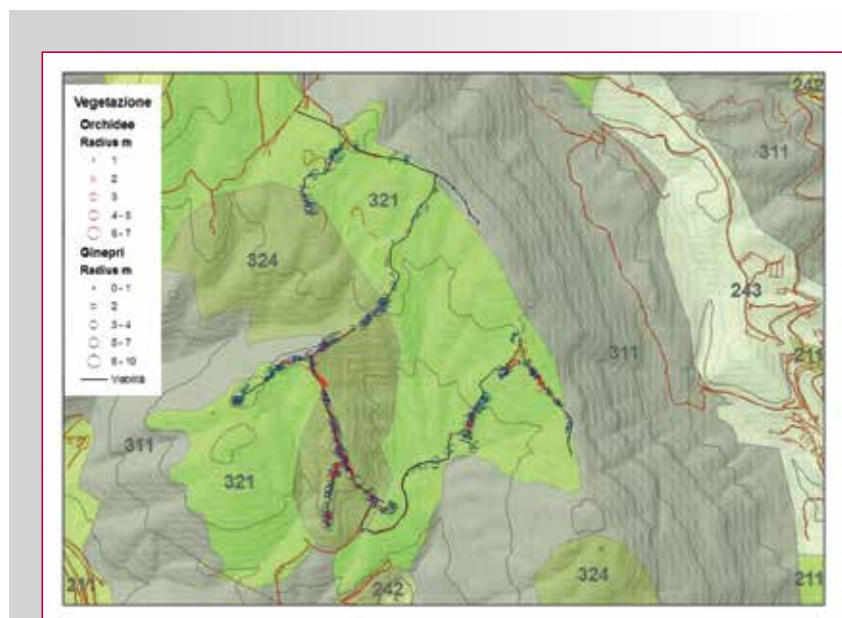 Vegetazione
Orchidee
Radius m
1
2
3
4 - 5
6 - 7
Ginepri
Radius m
0 - 1
2
3 - 4
5 - 7
8 - 10
Viabilità
242
311
321
324
243
311
211
311
321
324
211
242
211